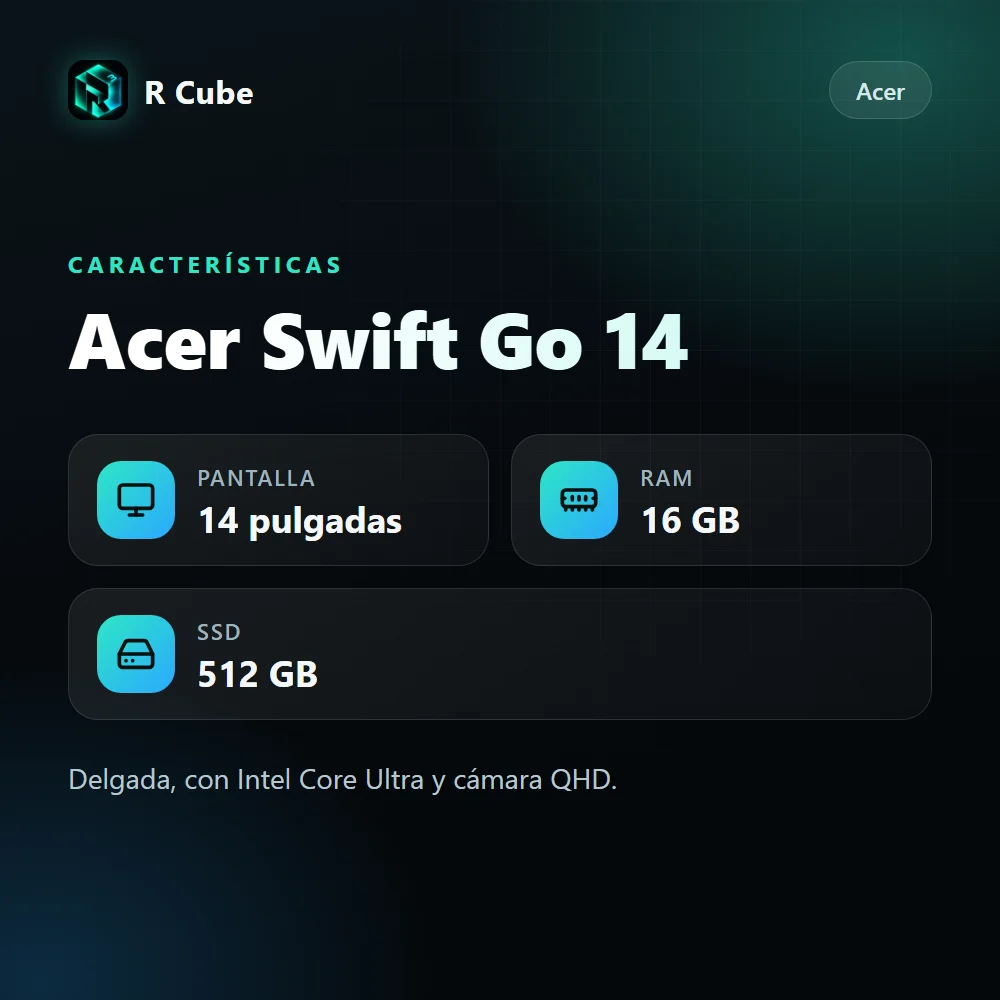 R Cube
Acer
CARACTERÍSTICAS
Acer Swift Go 14
PANTALLA
14 pulgadas
RAM
16 GB
SSD
512 GB
Delgada, con Intel Core Ultra y cámara QHD.